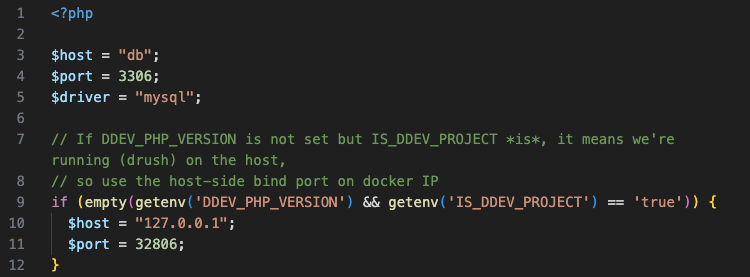 1 <?php
2
3 $host = "db";
4 $port = 3306;
5 $driver = "mysql";
6
7 // If DDEV_PHP_VERSION is not set but IS_DDEV_PROJECT *is*, it means we're
running (drush) on the host,
8 // so use the host-side bind port on docker IP
9 if (empty(getenv('DDEV_PHP_VERSION') && getenv('IS_DDEV_PROJECT') == 'true')) {
10 $host = "127.0.0.1";
11 $port = 32806;
12 }